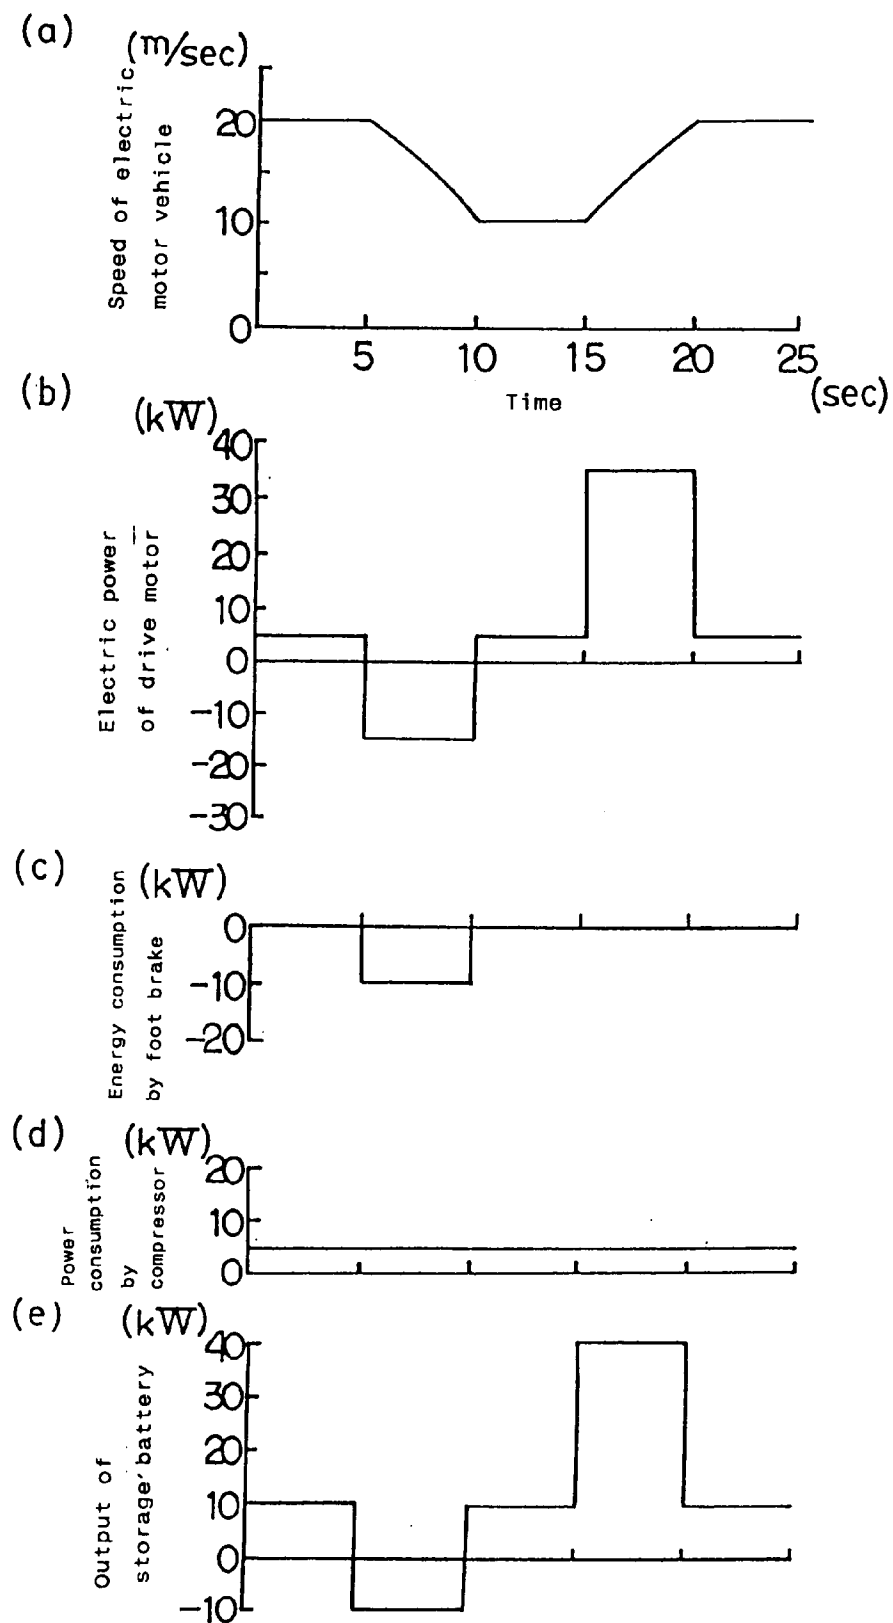 (a)
(m/sec)
Speed of electric
motor vehicle
20
10
0
5 10 15 20 25
Time
(sec)
(b)
(kW)
Electric power
of drive motor
40
30
20
10
0
-10
-20
-30
(c)
(kW)
Energy consumption
by foot brake
0
-10
-20
(d)
(kW)
Power
consumption
by
compressor
20
10
0
(e)
(kW)
Output of
storage battery
40
30
20
10
0
-10